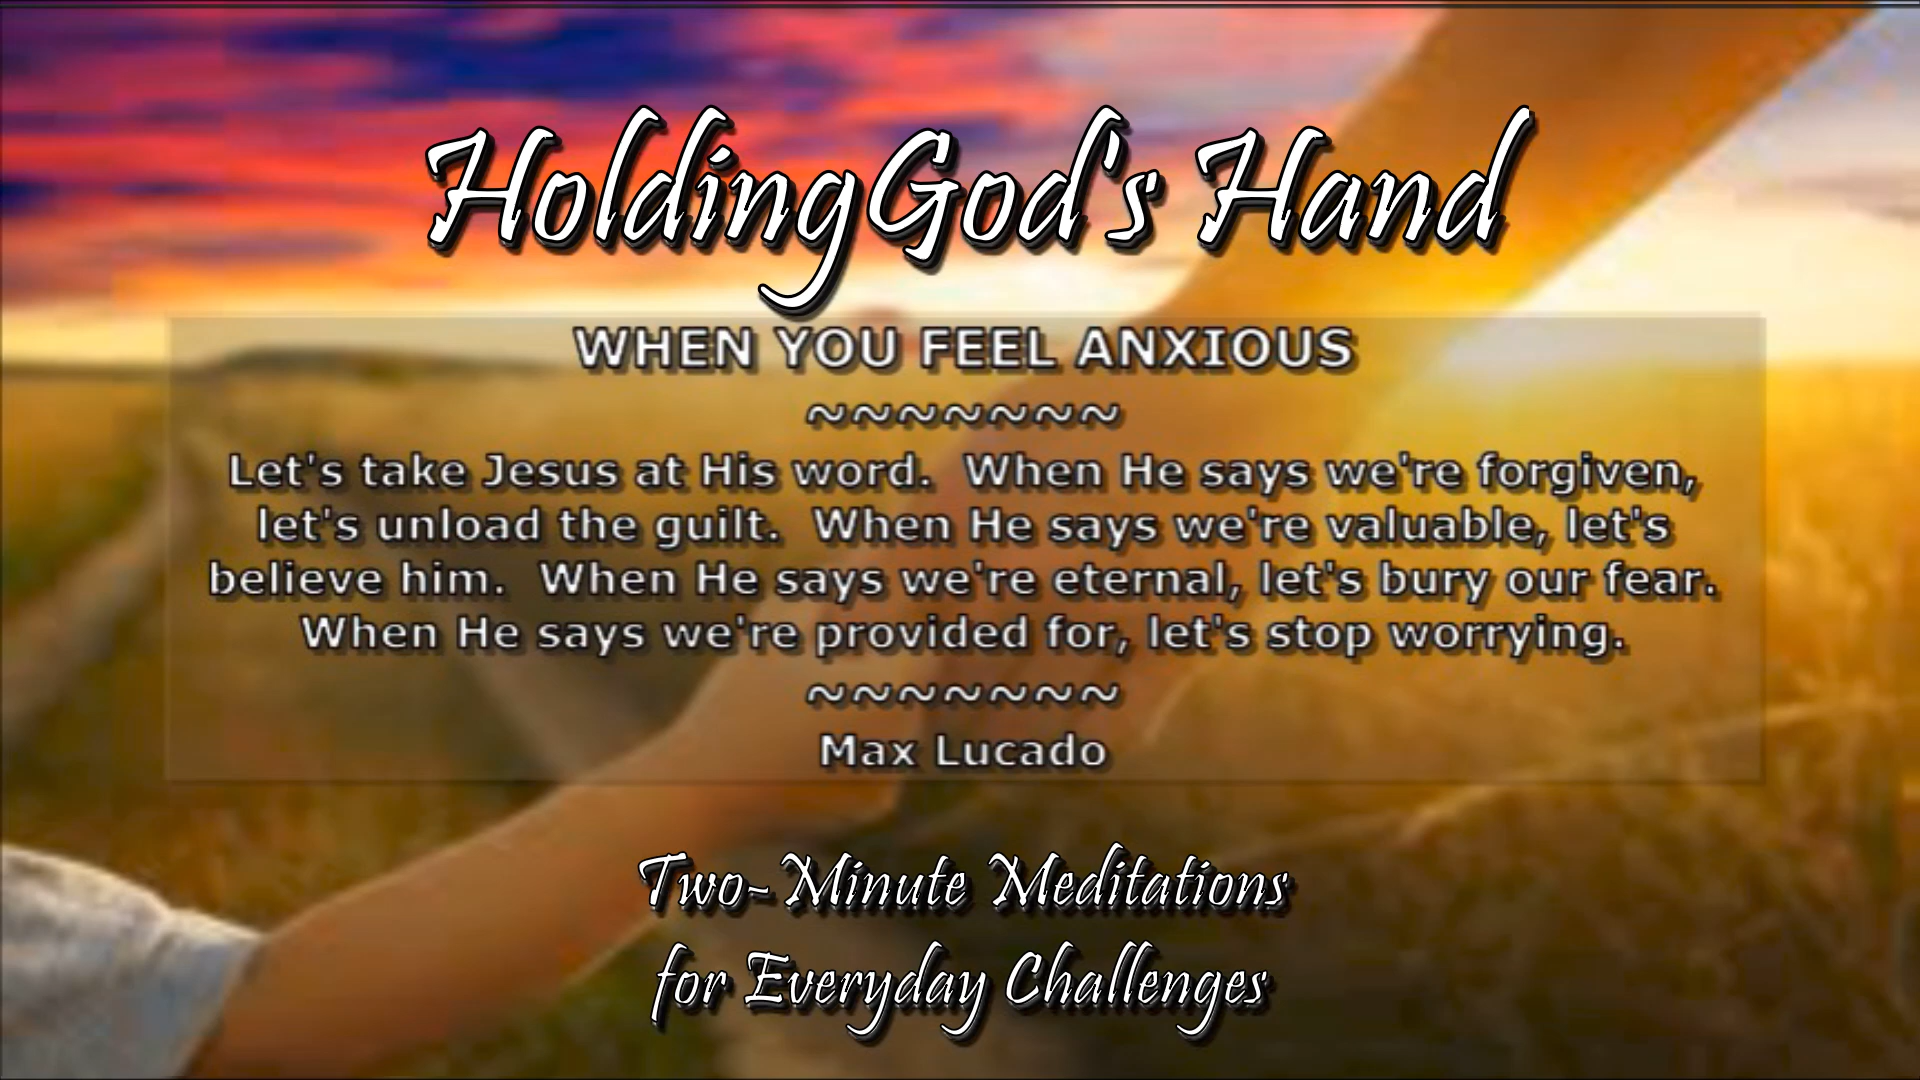 Holding God's Hand
WHEN YOU FEEL ANXIOUS
~~~~~~~
Let's take Jesus at His word.  When He says we're forgiven,
let's unload the guilt.  When He says we're valuable, let's
believe him.  When He says we're eternal, let's bury our fear.
When He says we're provided for, let's stop worrying.
~~~~~~~
Max Lucado
Two-Minute Meditations
for Everyday Challenges